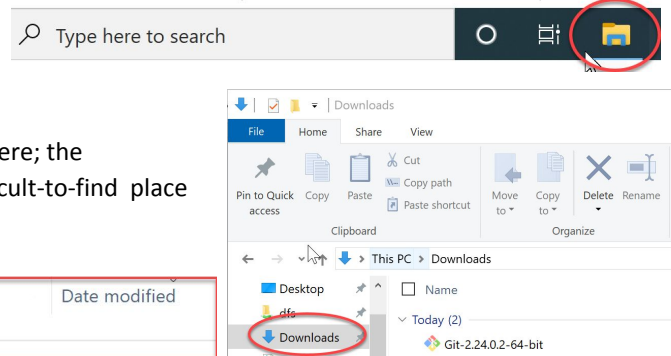 Type here to search
Downloads
File Home Share View
ere; the
cult-to-find place
Pin to Quick access
Copy
Paste
Cut
Copy path
Paste shortcut
Move to
Copy to
Delete
Rename
Clipboard
Orga
This PC > Downloads
Date modified
Desktop
dfs
Downloads
Name
Today (2)
Git-2.24.0.2-64-bit